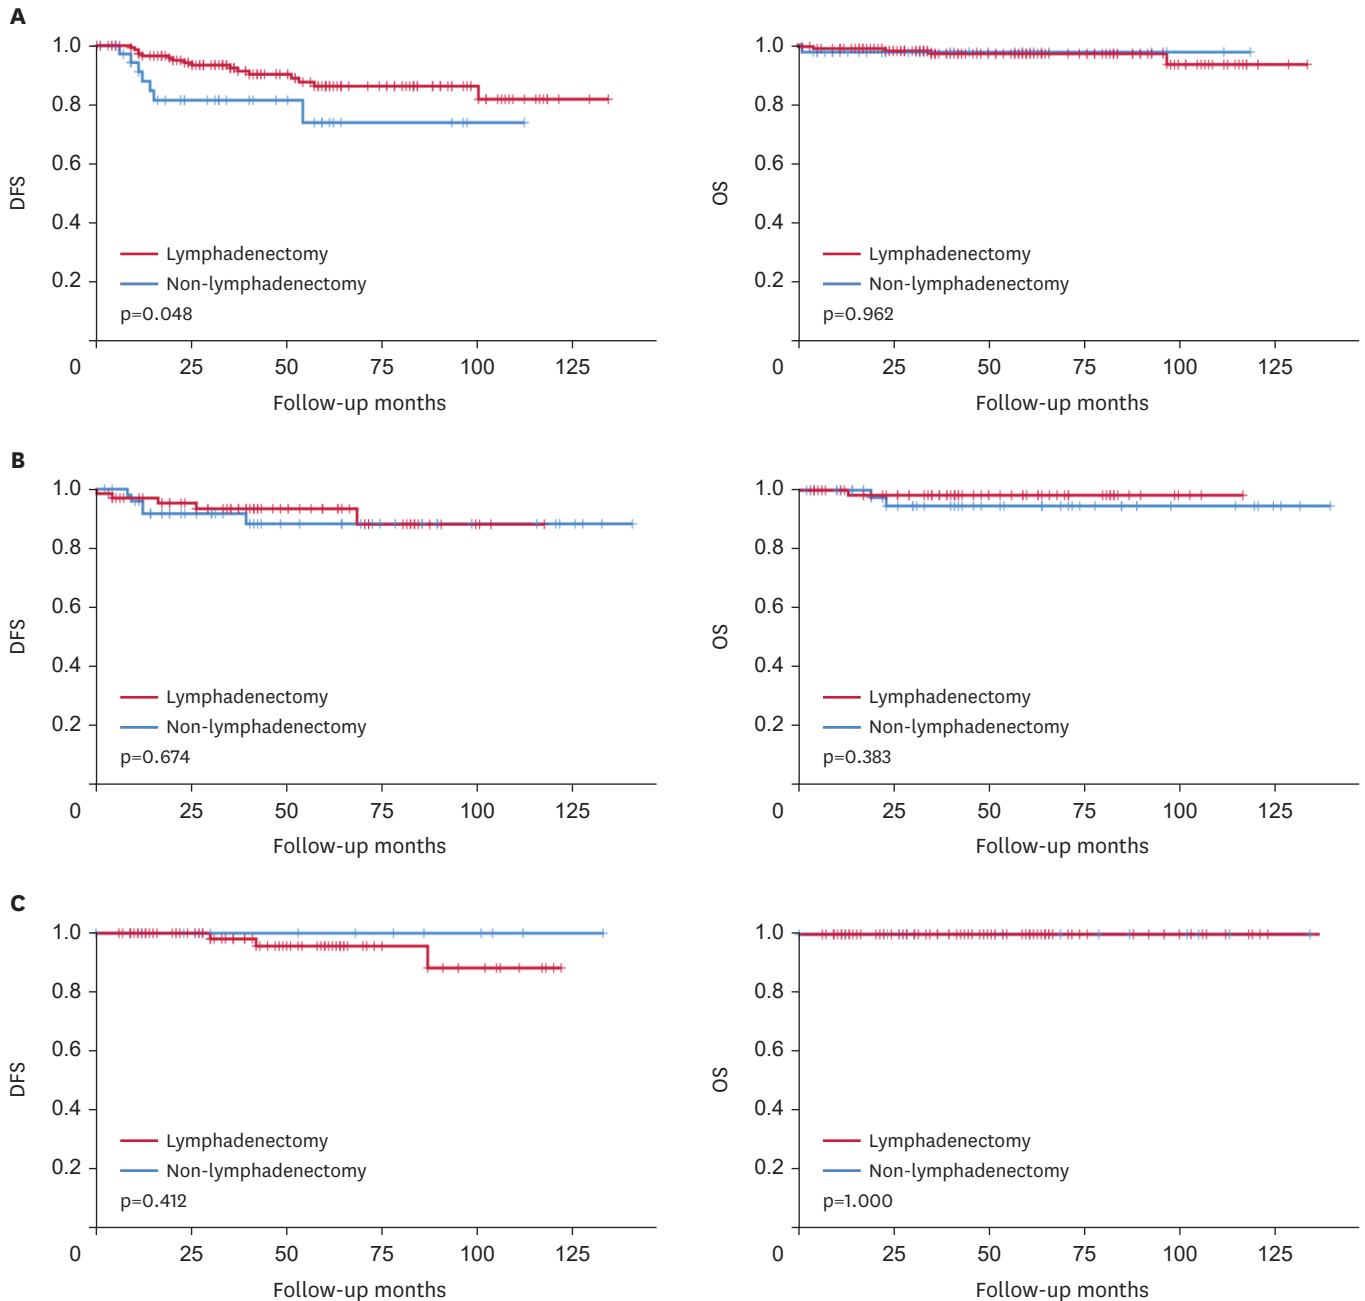 A
1.0
0.8
0.6
0.4
0.2
0
25
50
75
100
125
DFS
Follow-up months
Lymphadenectomy
Non-lymphadenectomy
p=0.048
1.0
0.8
0.6
0.4
0.2
0
25
50
75
100
125
OS
Follow-up months
Lymphadenectomy
Non-lymphadenectomy
p=0.962
B
1.0
0.8
0.6
0.4
0.2
0
25
50
75
100
125
DFS
Follow-up months
Lymphadenectomy
Non-lymphadenectomy
p=0.674
1.0
0.8
0.6
0.4
0.2
0
25
50
75
100
125
OS
Follow-up months
Lymphadenectomy
Non-lymphadenectomy
p=0.383
C
1.0
0.8
0.6
0.4
0.2
0
25
50
75
100
125
DFS
Follow-up months
Lymphadenectomy
Non-lymphadenectomy
p=0.412
1.0
0.8
0.6
0.4
0.2
0
25
50
75
100
125
OS
Follow-up months
Lymphadenectomy
Non-lymphadenectomy
p=1.000